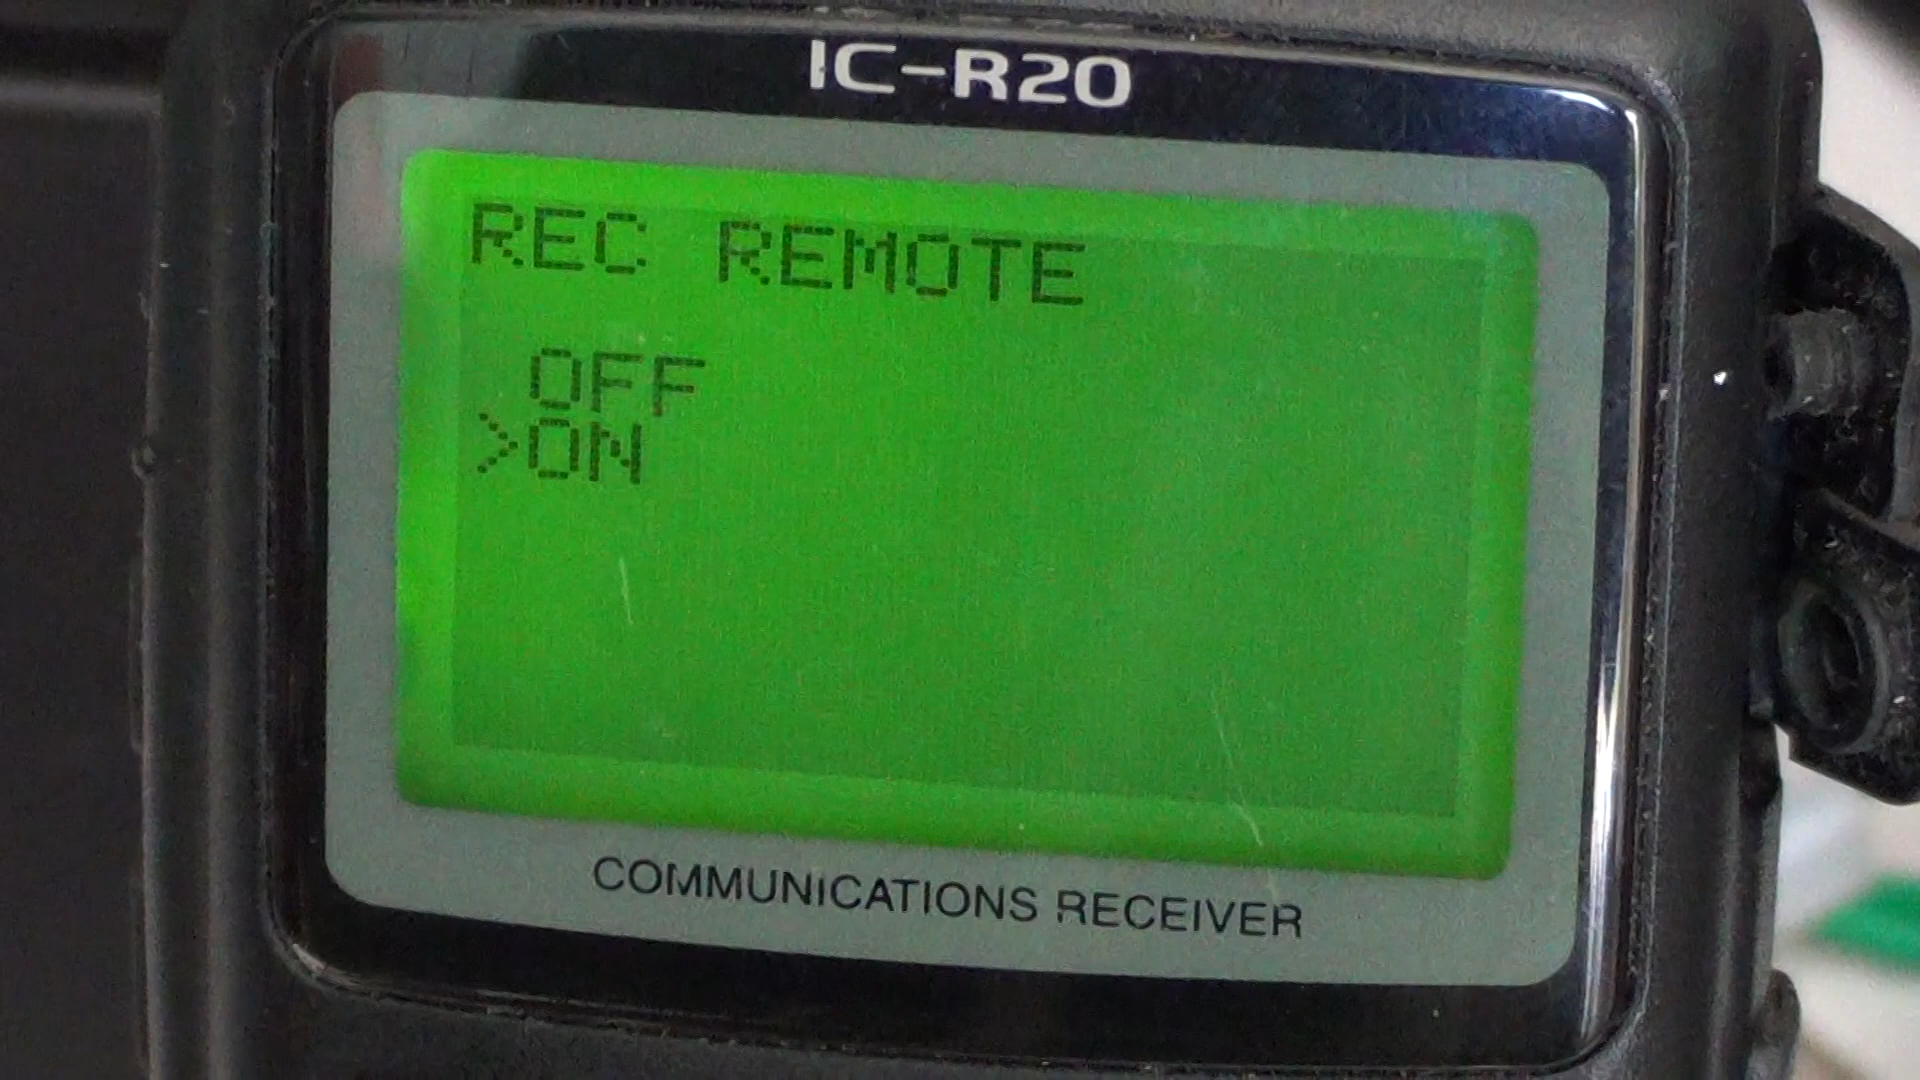 IC-R20
REC REMOTE
OFF
>ON
COMMUNICATIONS RECEIVER